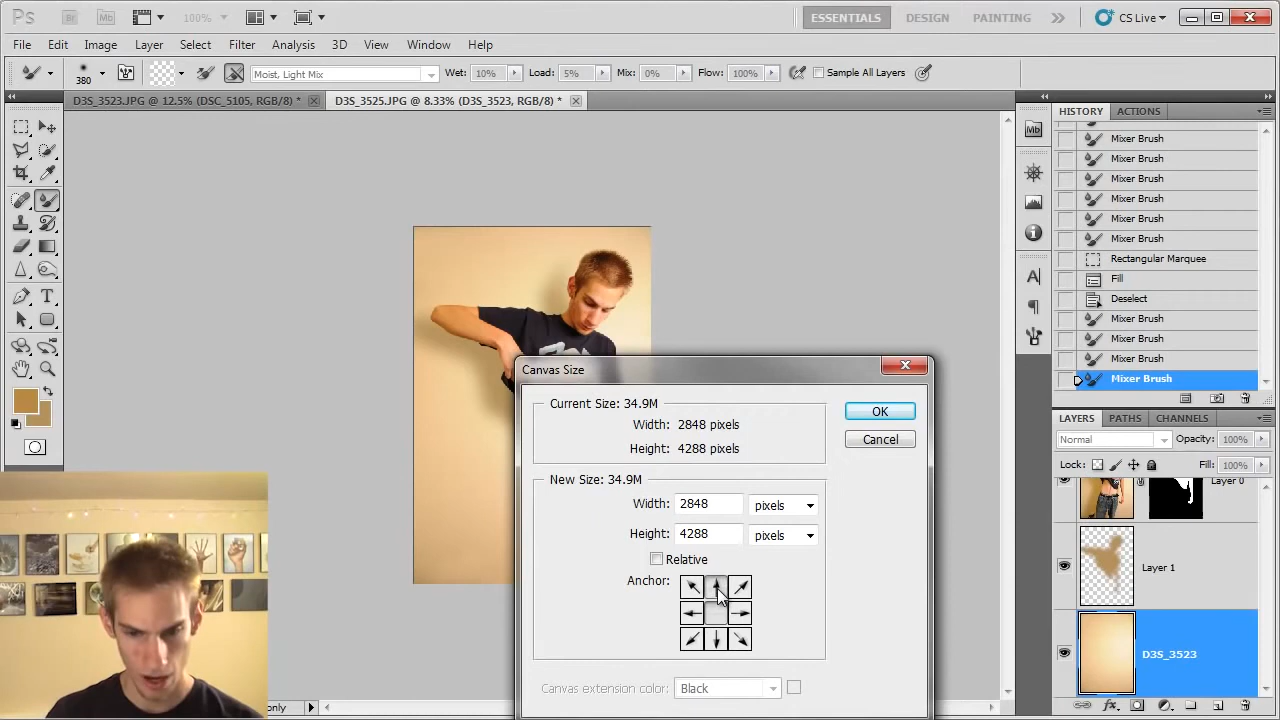 Ps Br Mb 100% ESSENTIALS DESIGN PAINTING CS Live
File Edit Image Layer Select Filter Analysis 3D View Window Help
380 Moist, Light Mix Wet: 10% Load: 5% Mix: 0% Flow: 100% Sample All Layers
D3S_3523.JPG @ 12.5% (DSC_5105, RGB/8) * D3S_3525.JPG @ 8.33% (D3S_3523, RGB/8) *
HISTORY ACTIONS
Mb
Mixer Brush
Mixer Brush
Mixer Brush
Mixer Brush
Mixer Brush
Mixer Brush
Rectangular Marquee
Fill
Deselect
Mixer Brush
Mixer Brush
Mixer Brush
Mixer Brush
Canvas Size
Current Size: 34.9M
Width: 2848 pixels
Height: 4288 pixels
OK
Cancel
New Size: 34.9M
Width: 2848 pixels
Height: 4288 pixels
Relative
Anchor:
Canvas extension color: Black
LAYERS PATHS CHANNELS
Normal Opacity: 100%
Lock: Fill: 100%
Layer 0
Layer 1
D3S_3523
only